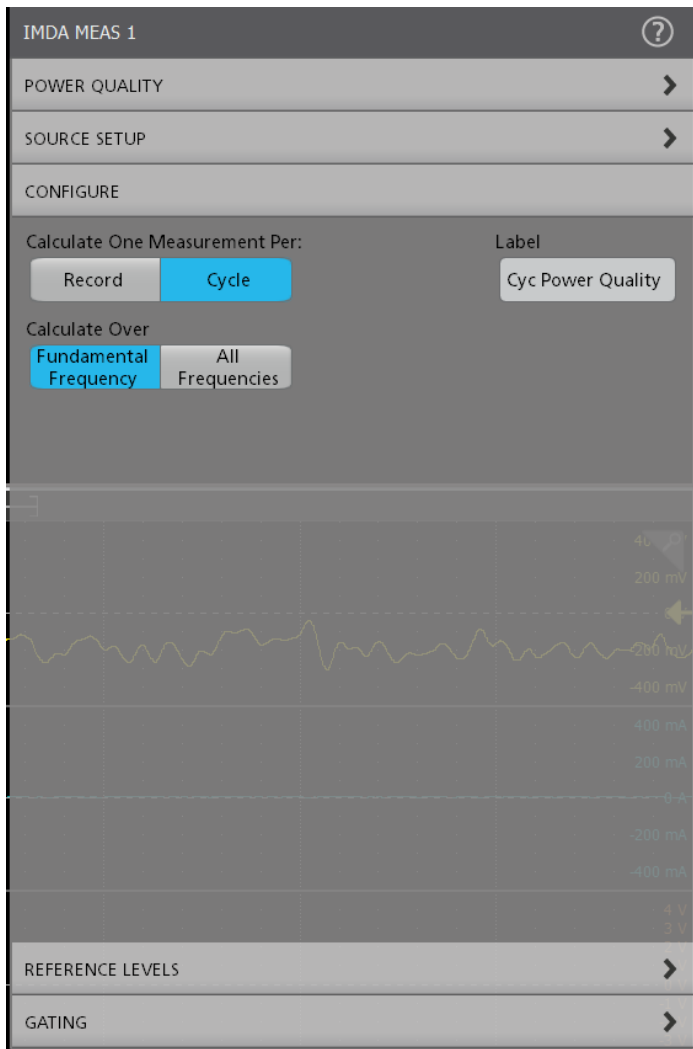 IMDA MEAS 1
?
POWER QUALITY
SOURCE SETUP
CONFIGURE
Calculate One Measurement Per:
Label
Record
Cycle
Cyc Power Quality
Calculate Over
Fundamental
Frequency
All
Frequencies
200 mV
-200 mV
-400 mV
400 mA
200 mA
0 A
-200 mA
-400 mA
4 V
3 V
REFERENCE LEVELS
GATING